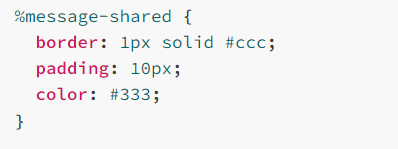 %message-shared {
  border: 1px solid #ccc;
  padding: 10px;
  color: #333;
}